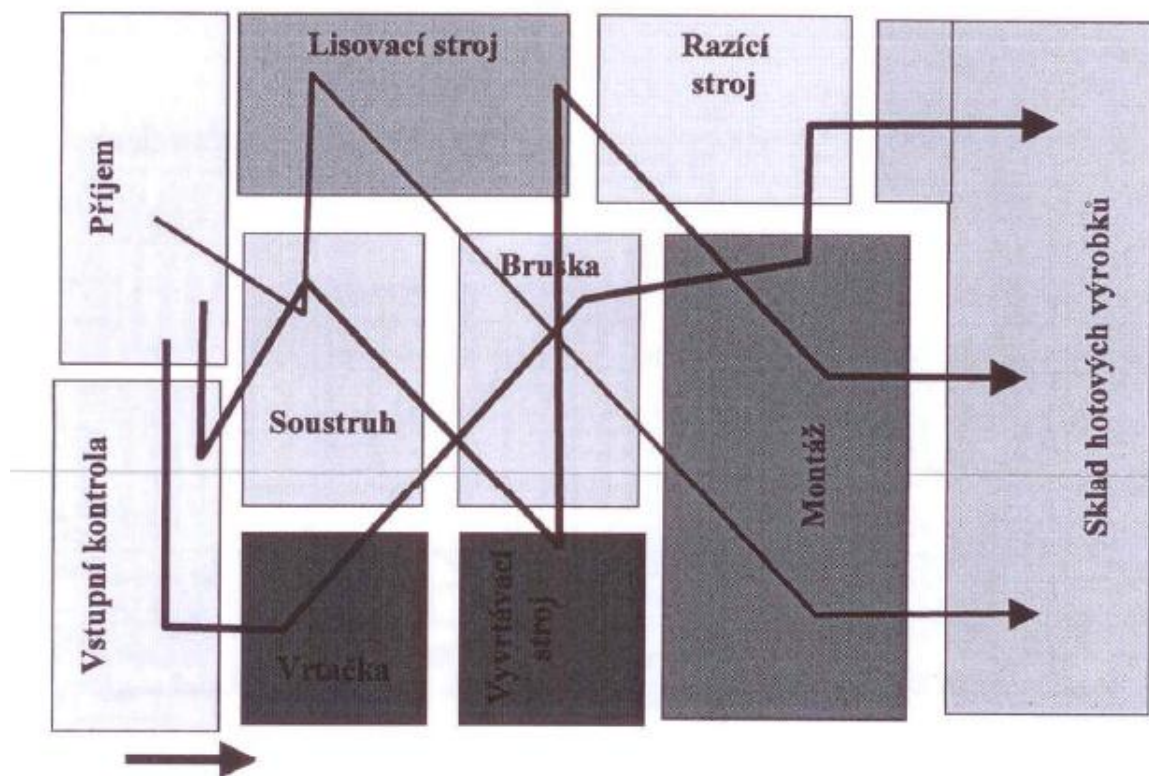 Lisovací stroj
Razící
stroj
Příjem
Bruska
Soustruh
Vstupní kontrola
Vrtačka
Vyvrtávací
stroj
Montáž
Sklad hotových výrobků